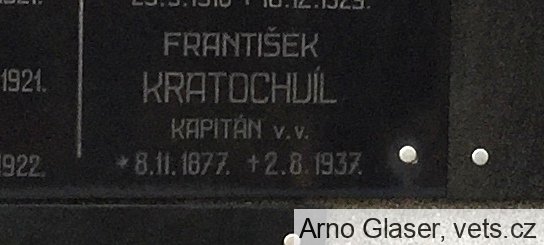 1921.
1922.
FRANTIŠEK
KRATOCHVÍL
KAPITÁN v.v.
* 8.11.1877. + 2.8.1937.
Arno Glaser, vets.cz